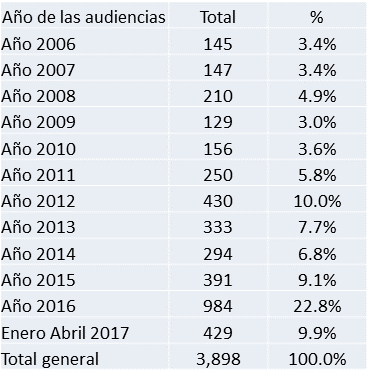 Año de las audiencias Total %
Año 2006 145 3.4%
Año 2007 147 3.4%
Año 2008 210 4.9%
Año 2009 129 3.0%
Año 2010 156 3.6%
Año 2011 250 5.8%
Año 2012 430 10.0%
Año 2013 333 7.7%
Año 2014 294 6.8%
Año 2015 391 9.1%
Año 2016 984 22.8%
Enero Abril 2017 429 9.9%
Total general 3,898 100.0%